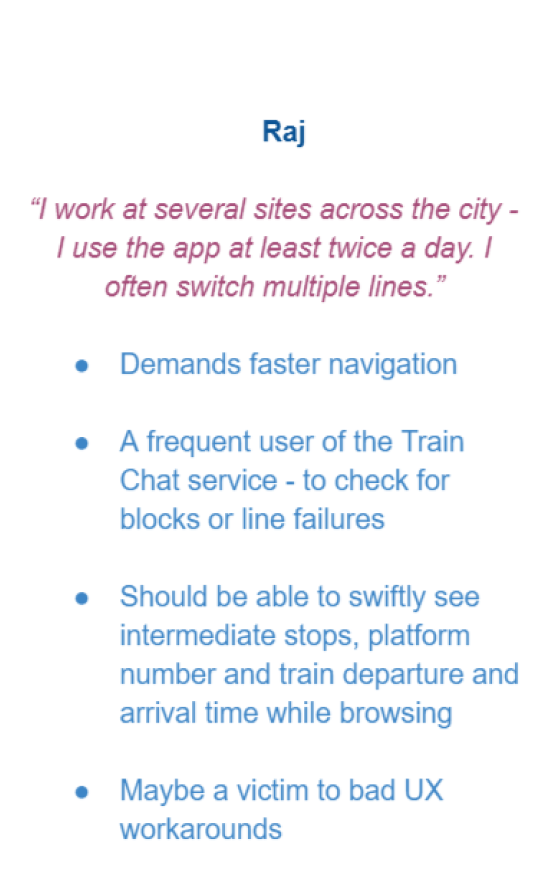 Raj
“I work at several sites across the city -
I use the app at least twice a day. I
often switch multiple lines.”
● Demands faster navigation
● A frequent user of the Train
Chat service - to check for
blocks or line failures
● Should be able to swiftly see
intermediate stops, platform
number and train departure and
arrival time while browsing
● Maybe a victim to bad UX
workarounds